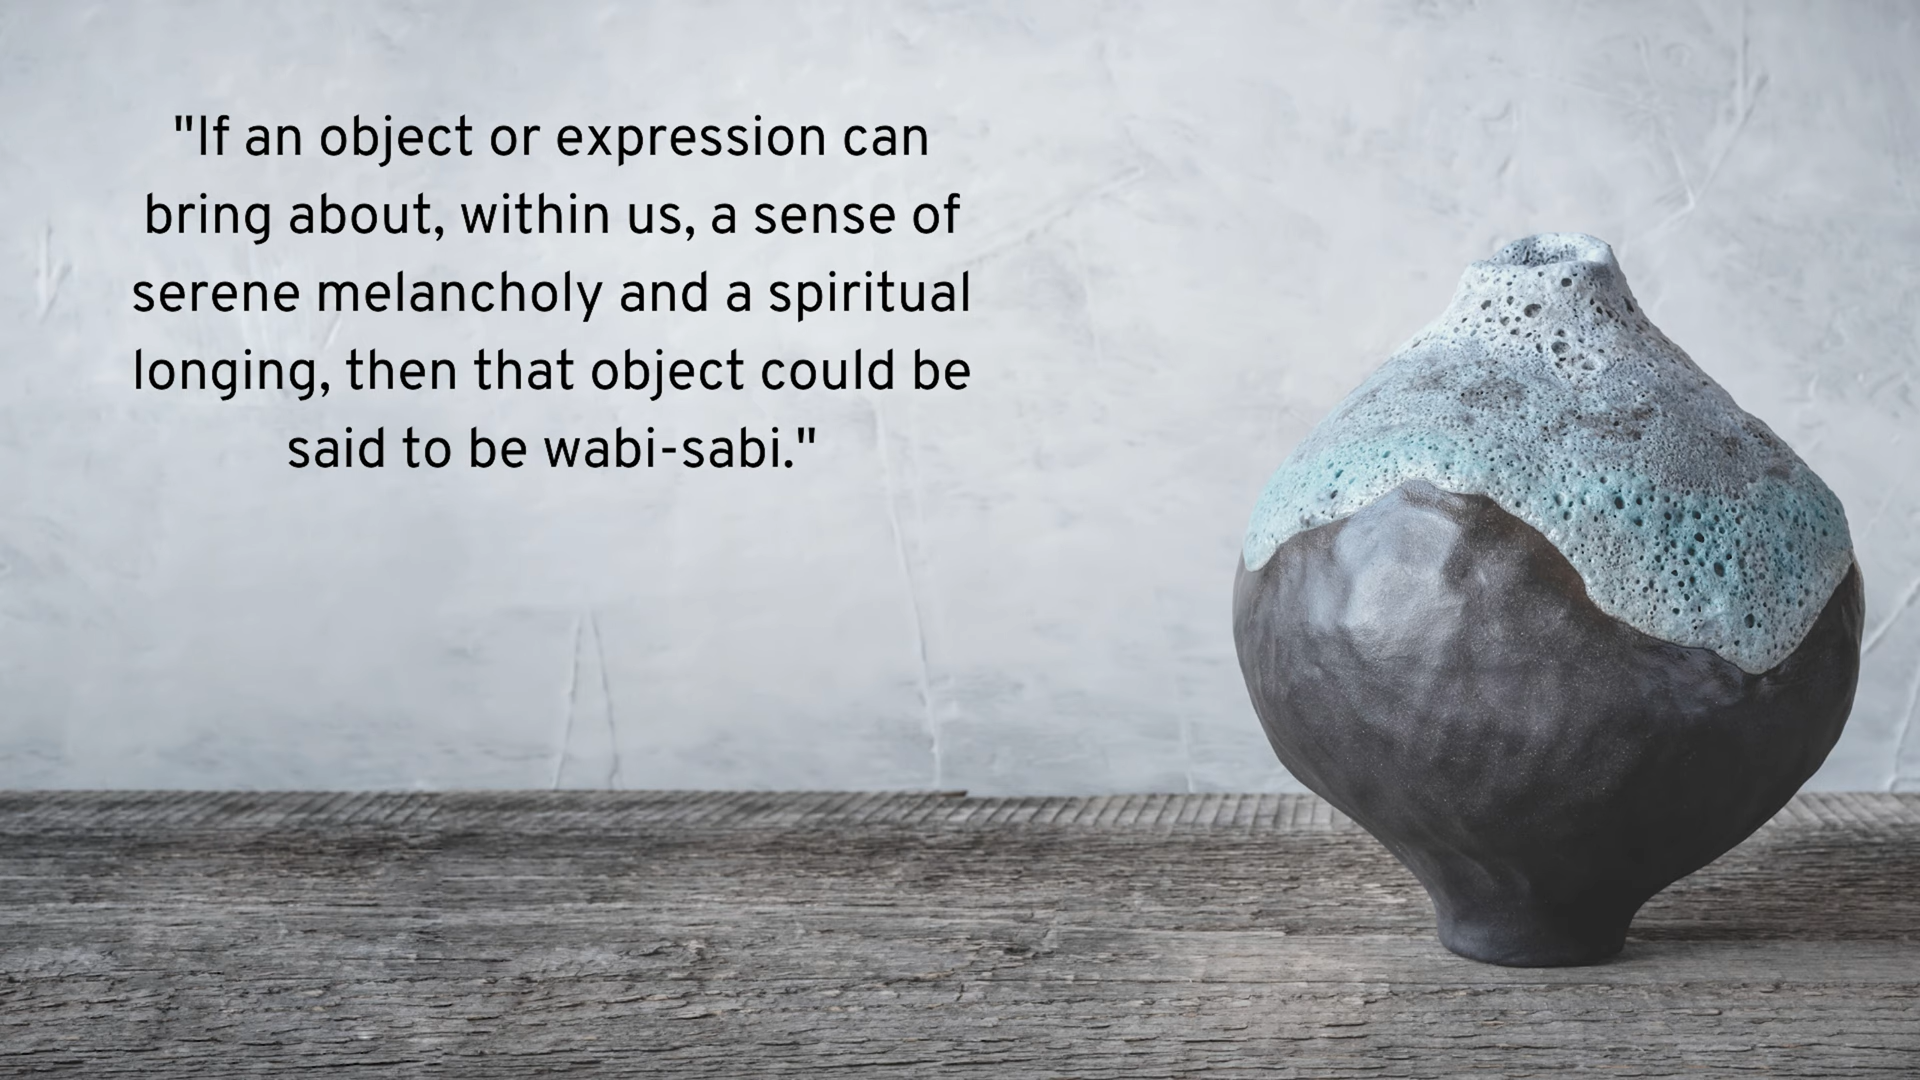 "If an object or expression can
bring about, within us, a sense of
serene melancholy and a spiritual
longing, then that object could be
said to be wabi-sabi."